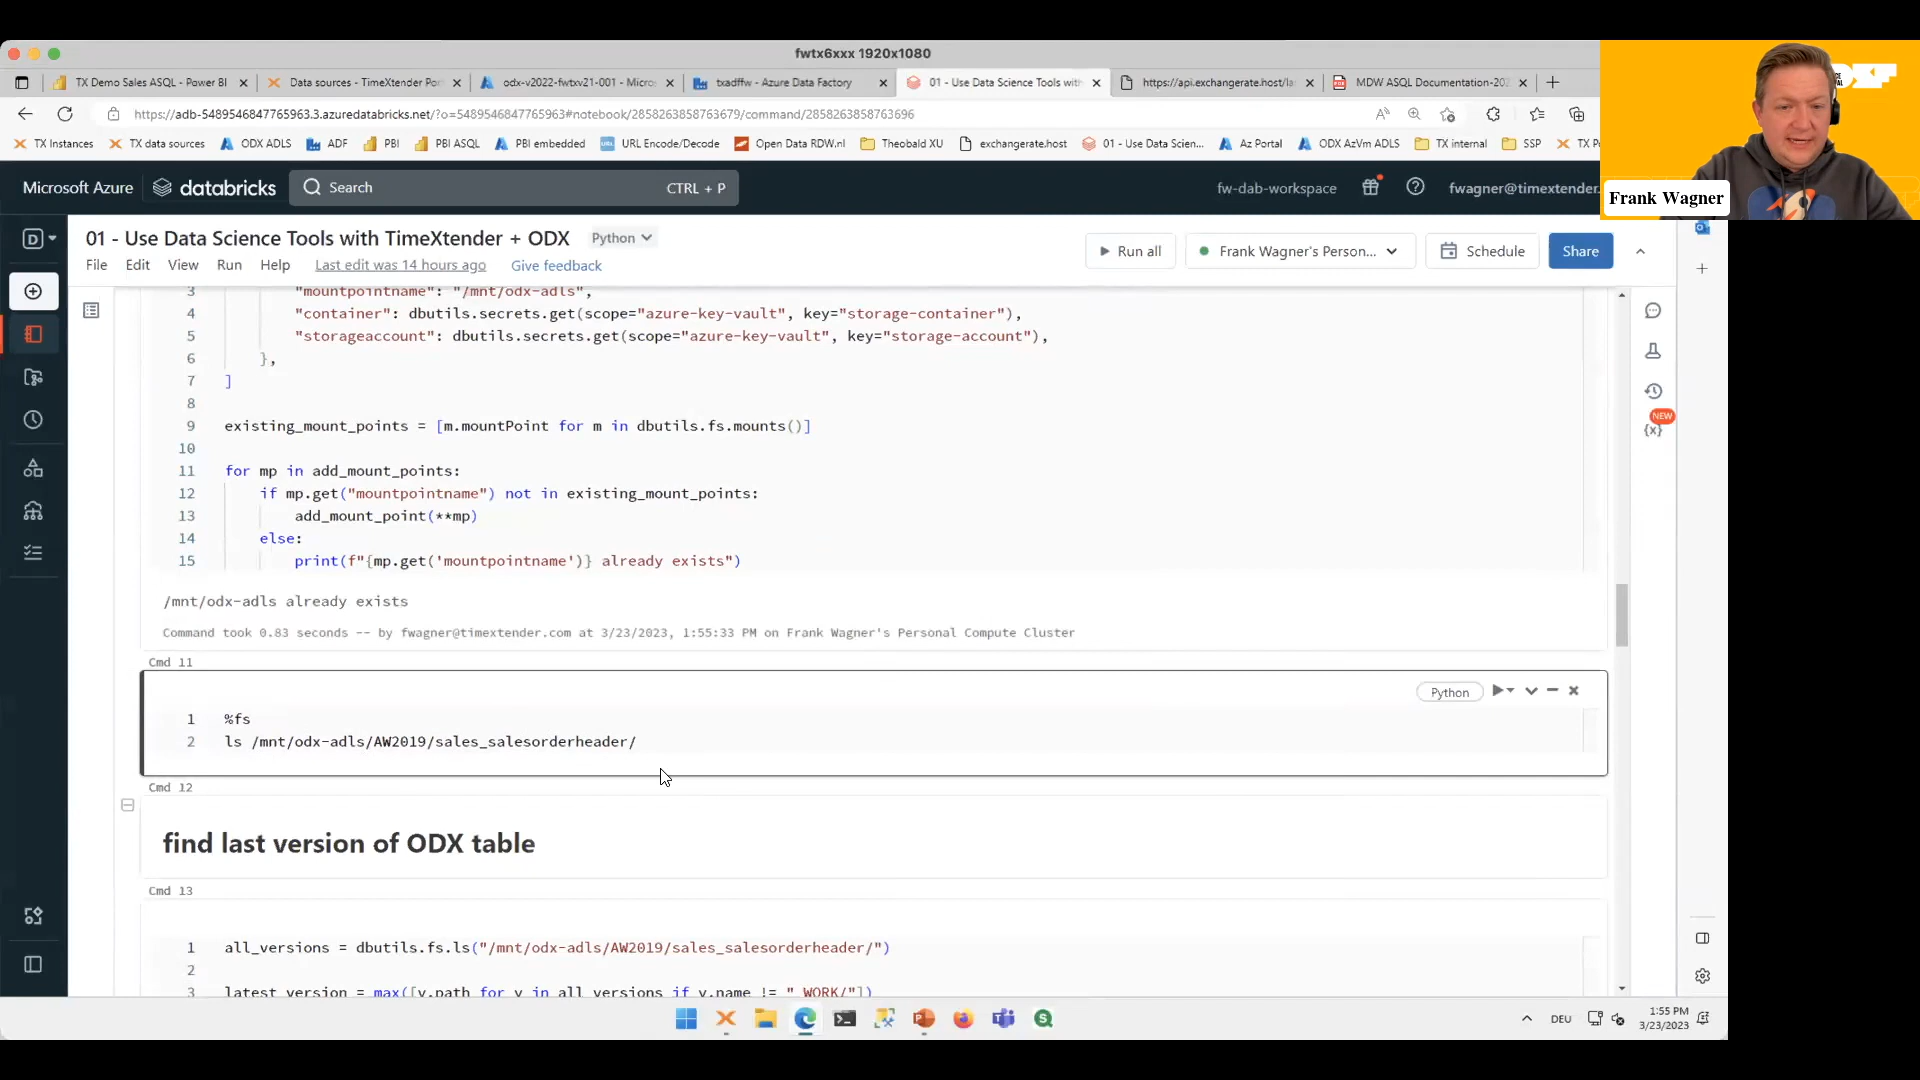 fwtx6xxx 1920x1080
TX Demo Sales ASQL - Power BI
Data sources - TimeXtender Por
odx-v2022-fwtxv21-001 - Micros
txadffw - Azure Data Factory
01 - Use Data Science Tools with
https://api.exchangerate.host/la
MDW ASQL Documentation-202
https://adb-5489546847765963.3.azuredatabricks.net/?o=5489546847765963#notebook/2858263858763679/command/2858263858763696
TX Instances
TX data sources
ODX ADLS
ADF
PBI
PBI ASQL
PBI embedded
URL Encode/Decode
Open Data RDW.nl
Theobald XU
exchangerate.host
01 - Use Data Scien...
Az Portal
ODX AzVm ADLS
TX internal
SSP
TX P
Frank Wagner
Microsoft Azure
databricks
Search
CTRL + P
fw-dab-workspace
fwagner@timextender.
01 - Use Data Science Tools with TimeXtender + ODX
Python
File Edit View Run Help
Last edit was 14 hours ago
Give feedback
Run all
Frank Wagner's Person...
Schedule
Share
D
NEW
3 "mountpointname": "/mnt/odx-adls",
4 "container": dbutils.secrets.get(scope="azure-key-vault", key="storage-container"),
5 "storageaccount": dbutils.secrets.get(scope="azure-key-vault", key="storage-account"),
6 },
7 ]
8
9 existing_mount_points = [m.mountPoint for m in dbutils.fs.mounts()]
10
11 for mp in add_mount_points:
12 if mp.get("mountpointname") not in existing_mount_points:
13 add_mount_point(**mp)
14 else:
15 print(f"{mp.get('mountpointname')} already exists")
/mnt/odx-adls already exists
Command took 0.83 seconds -- by fwagner@timextender.com at 3/23/2023, 1:55:33 PM on Frank Wagner's Personal Compute Cluster
Cmd 11
Python
1 %fs
2 ls /mnt/odx-adls/AW2019/sales_salesorderheader/
Cmd 12
find last version of ODX table
Cmd 13
1 all_versions = dbutils.fs.ls("/mnt/odx-adls/AW2019/sales_salesorderheader/")
2
3 latest_version = max([v.path for v in all_versions if v.name != "_WORK/"])
DEU
1:55 PM
3/23/2023